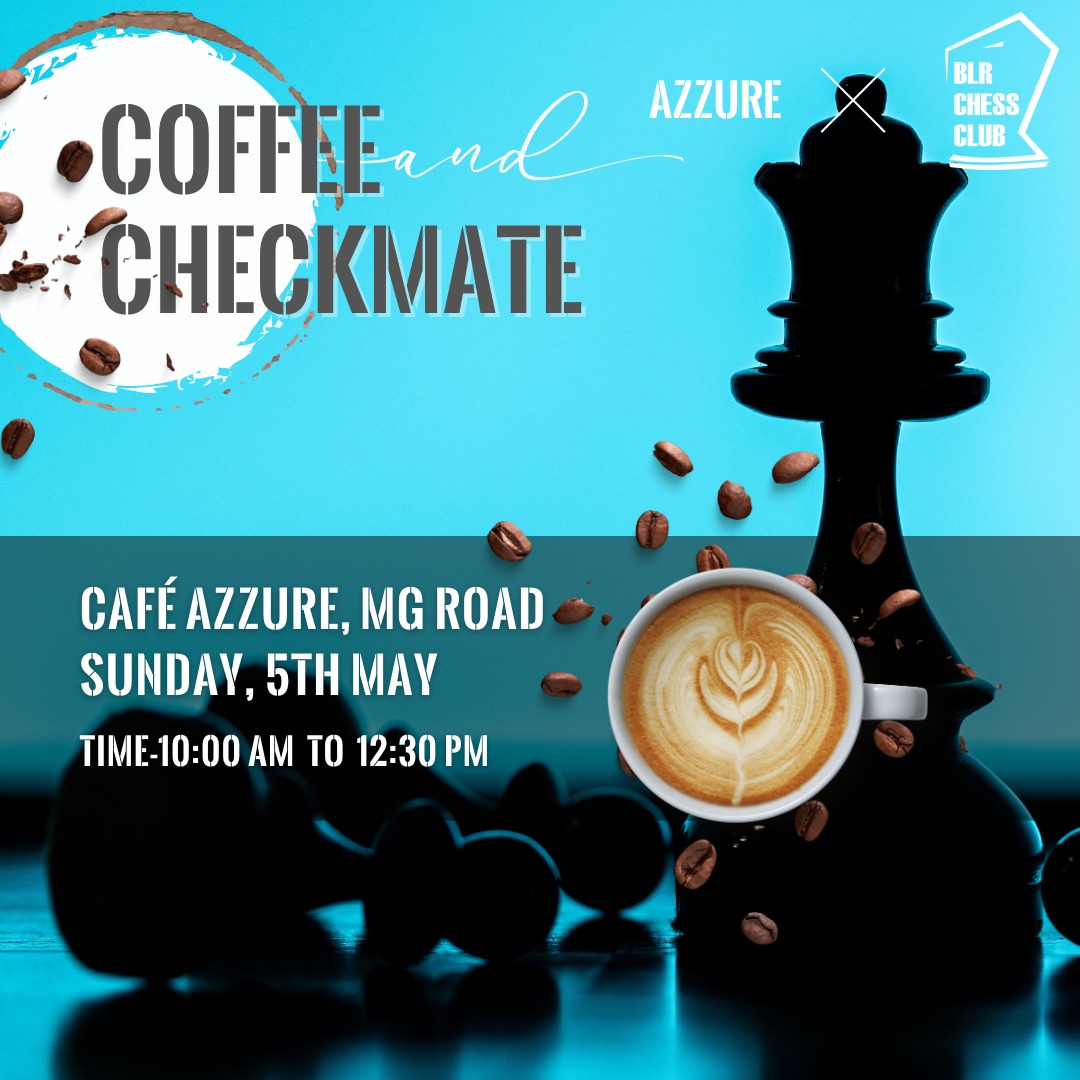 COFFEE and
CHECKMATE
AZZURE
BLR
CHESS
CLUB
CAFÉ AZZURE, MG ROAD
SUNDAY, 5TH MAY
TIME-10:00 AM TO 12:30 PM